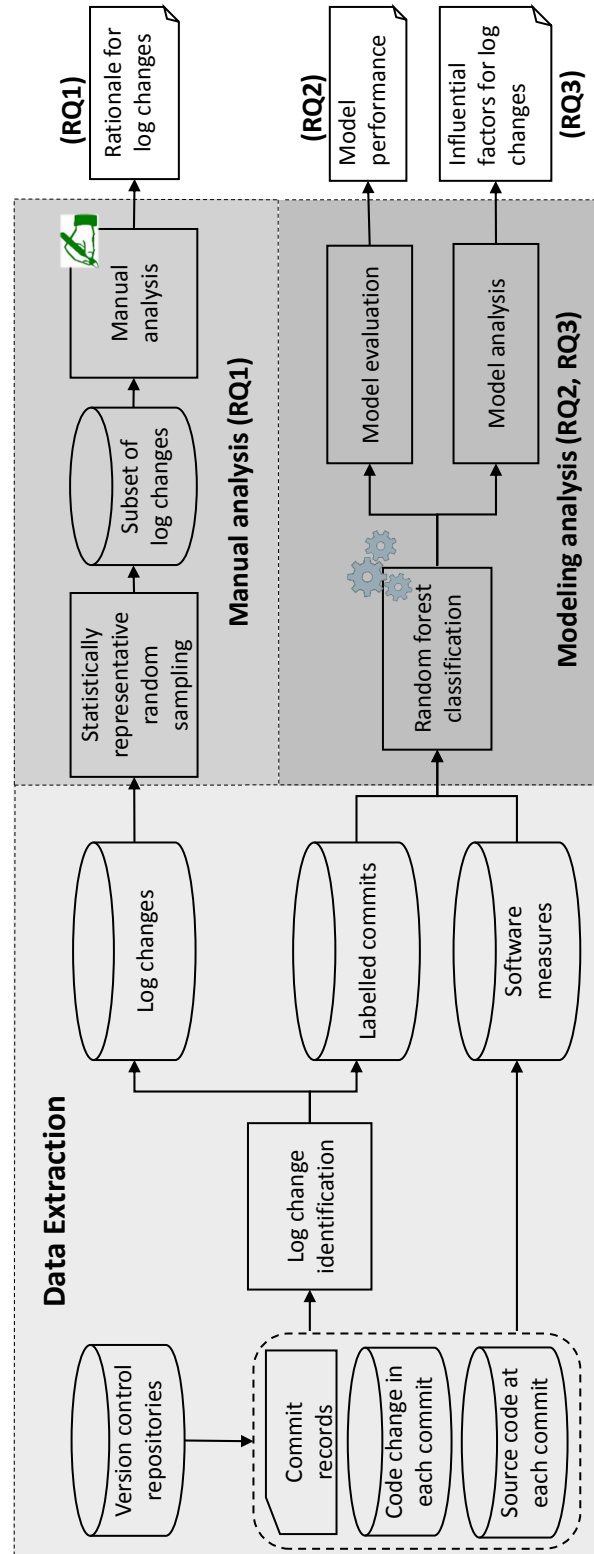 Data Extraction
Version control
repositories
Commit
records
Code change in
each commit
Source code at
each commit
Log change
identification
Log changes
Labelled commits
Software
measures
Statistically
representative
random
sampling
Subset of
log changes
Manual
analysis
Manual analysis (RQ1)
Random forest
classification
Model evaluation
Model analysis
Modeling analysis (RQ2, RQ3)
(RQ1)
Rationale for
log changes
(RQ2)
Model
performance
Influential
factors for log
changes
(RQ3)